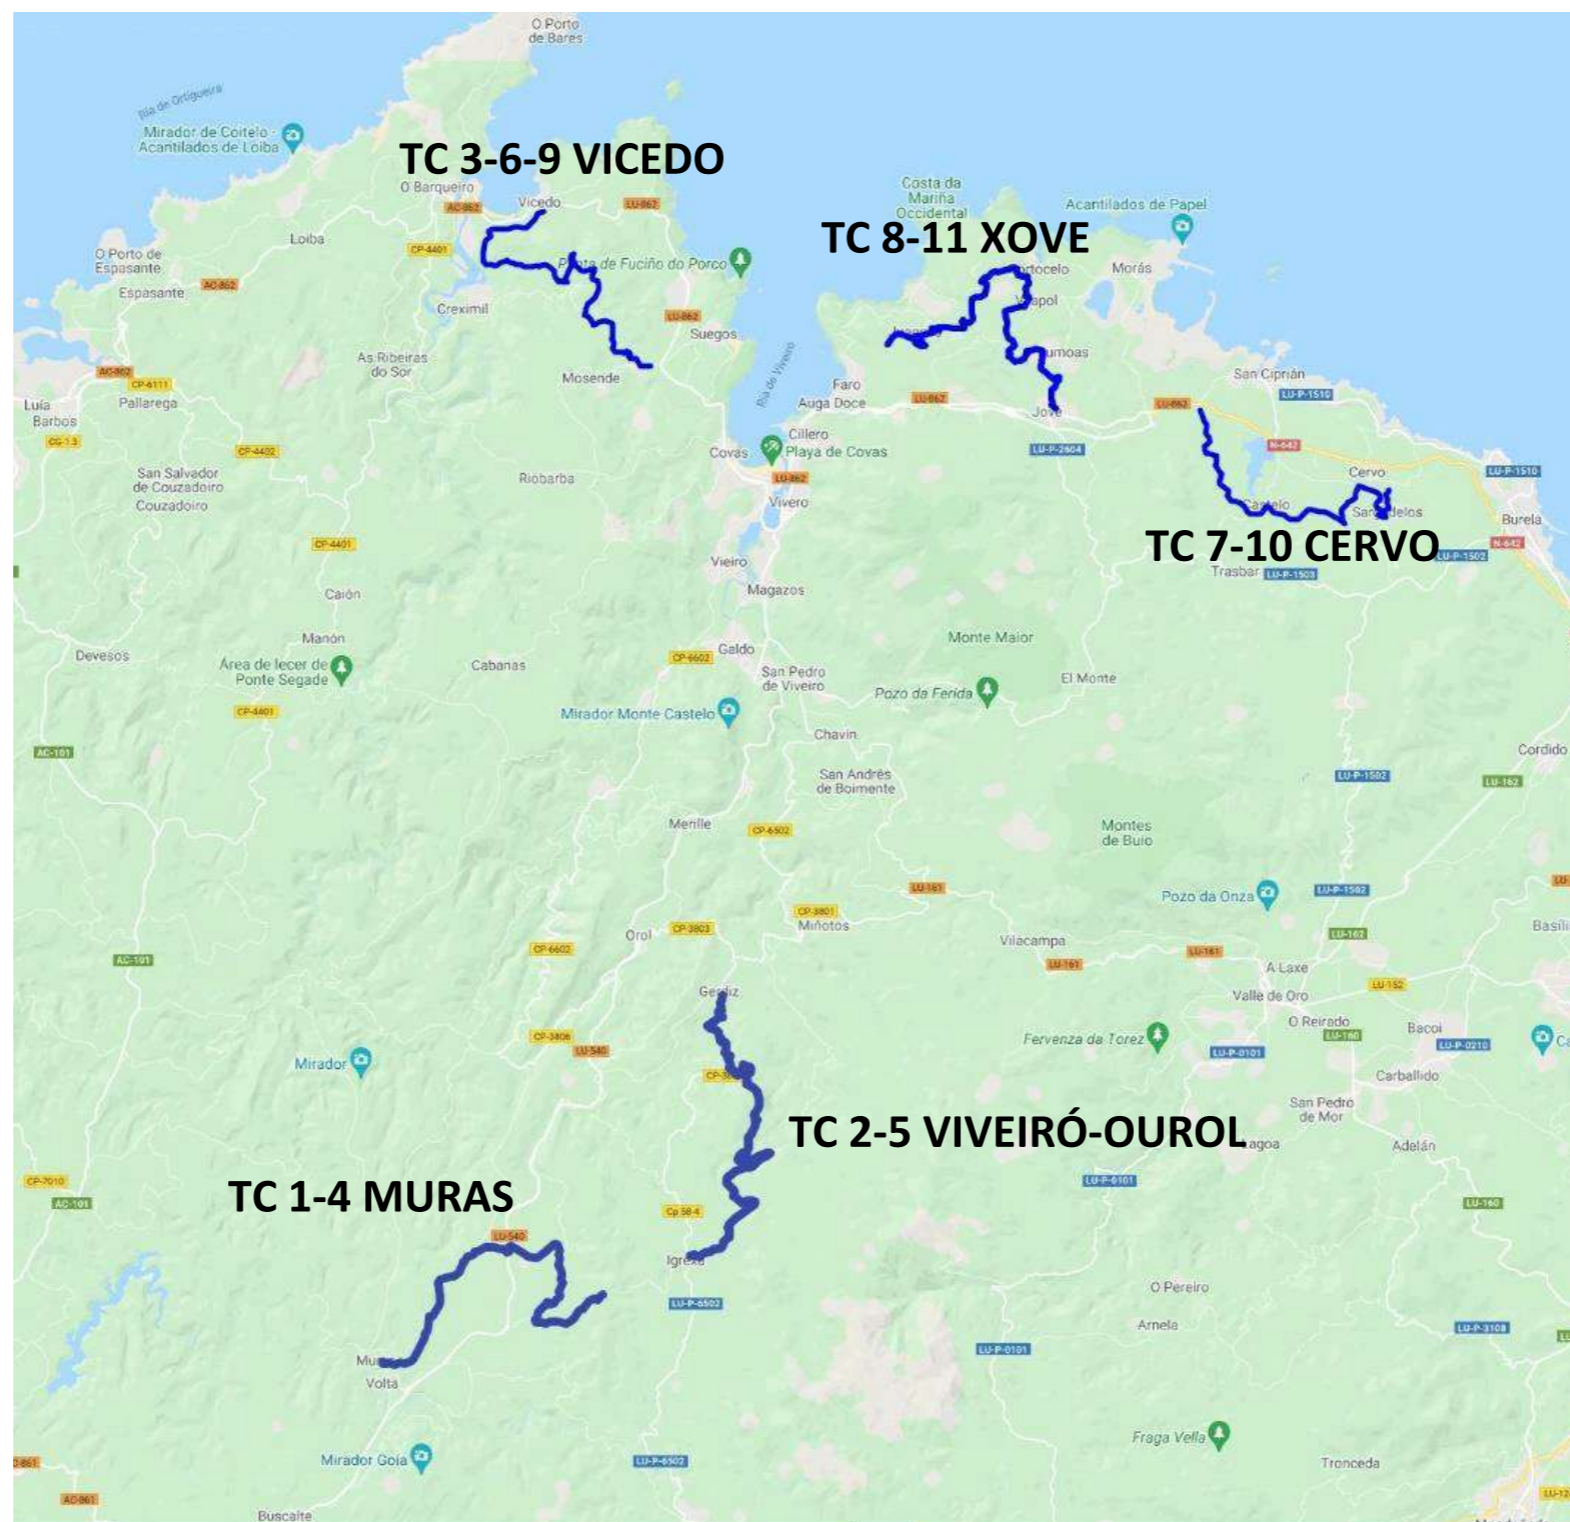 O Porto
de Bares
Ría de Ortigueira
Mirador de Coitelo -
Acantilados de Loiba
TC 3-6-9 VICEDO
O Barqueiro
AC-862
Vicedo
LU-862
Costa da
Mariña
Occidental
Acantilados de Papel
TC 8-11 XOVE
Loiba
CP-4401
O Porto de
Espasante
Espasante
AC-862
de Fuciño do Porco
Morás
Creximil
LU-862
Suegos
As Ribeiras
do Sor
Mosende
Ría de Viveiro
San Ciprián
AC-862
CP-6111
Pallarega
Luía
Barbos
CG-1.3
Faro
Auga Doce
LU-862
Jove
LU-862
LU-P-1510
Cillero
Covas
Playa de Covas
LU-P-2604
N-642
CP-4402
San Salvador
de Couzadoiro
Couzadoiro
Riobarba
LU-862
Vivero
Cervo
LU-P-1510
Burela
N-642
TC 7-10 CERVO
LU-P-1502
Trasbar
LU-P-1503
CP-4401
Vieiro
Magazos
Caión
Mañón
Devesos
Área de lecer de
Ponte Segade
Cabanas
CP-6602
Galdo
San Pedro
de Viveiro
Monte Maior
Pozo da Ferida
El Monte
CP-4401
Mirador Monte Castelo
AC-101
Chavin
Cordido
San Andrés
de Boimente
LU-P-1502
LU-162
Merille
CP-6502
Montes
de Buio
LU-161
Pozo da Onza
LU-P-1502
CP-3801
Miñotos
Orol
CP-3803
CP-6602
Vilacampa
LU-161
LU-161
LU-162
AC-101
A Laxe
Valle de Oro
LU-152
Gerdiz
CP-3806
LU-540
Mirador
Fervenza da Torez
O Reirado
LU-160
Bacoi
LU-P-0101
LU-P-0210
Carballido
San Pedro
de Mor
TC 2-5 VIVEIRÓ-OUROL
Adelán
CP-7010
AC-101
TC 1-4 MURAS
LU-P-0101
LU-160
Cp 58-4
LU-540
Igrexa
LU-P-6502
O Pereiro
Arnela
LU-P-0101
LU-P-3108
Volta
Mirador Goía
LU-P-6502
Fraga Vella
Tronceda
AC-861
Buscaite